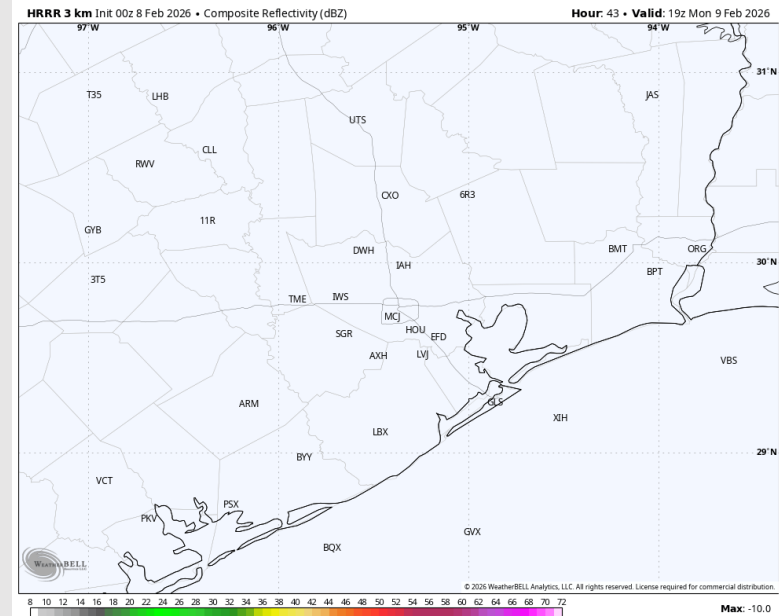 HRRR 3 km Init 00z 8 Feb 2026 • Composite Reflectivity (dBZ) Hour: 43 • Valid: 19z Mon 9 Feb 2026
97°W 96°W 95°W 94°W
31°N
T35 LHB JAS
UTS
CLL
RWV
CXO 6R3
11R
GYB
DWH BMT ORG
30°N
IAH
BPT
3T5
TME IWS
MCJ
HOU
SGR EFD
AXH LVJ
VBS
ARM GLS
XIH
LBX
29°N
BYY
VCT
PSX
PKV
GVX
BQX
WEATHERBELL
© 2026 WeatherBELL Analytics, LLC. All rights reserved. License required for commercial distribution.
8 10 12 14 16 18 20 22 24 26 28 30 32 34 36 38 40 42 44 46 48 50 52 54 56 58 60 62 64 66 68 70 72
Max: -10.0